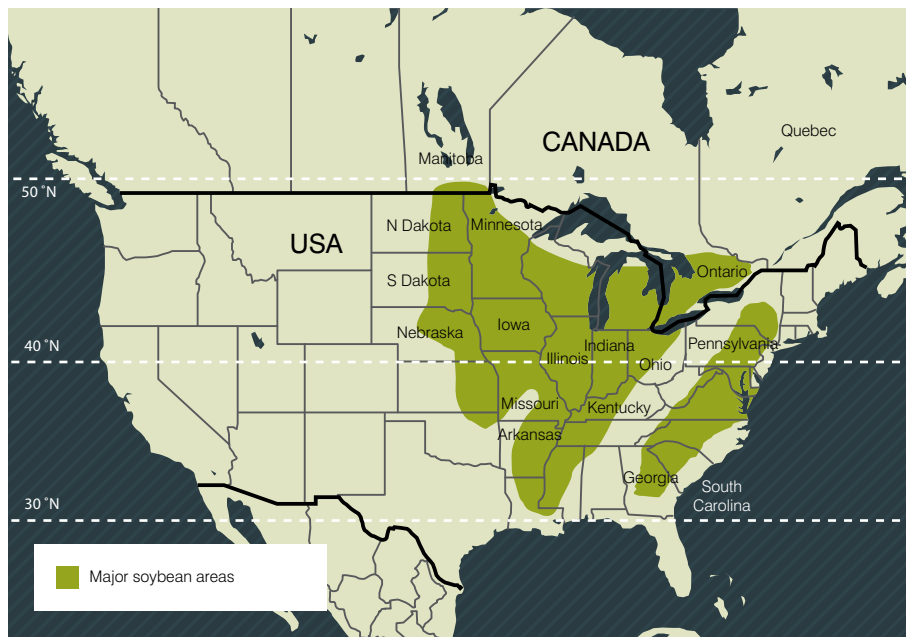 Quebec
CANADA
Manitoba
50 ˚N
N Dakota
Minnesota
USA
Ontario
S Dakota
Nebraska
Iowa
40 ˚N
Illinois
Indiana
Ohio
Pennsylvania
Missouri
Kentucky
Arkansas
Georgia
South
Carolina
30 ˚N
Major soybean areas